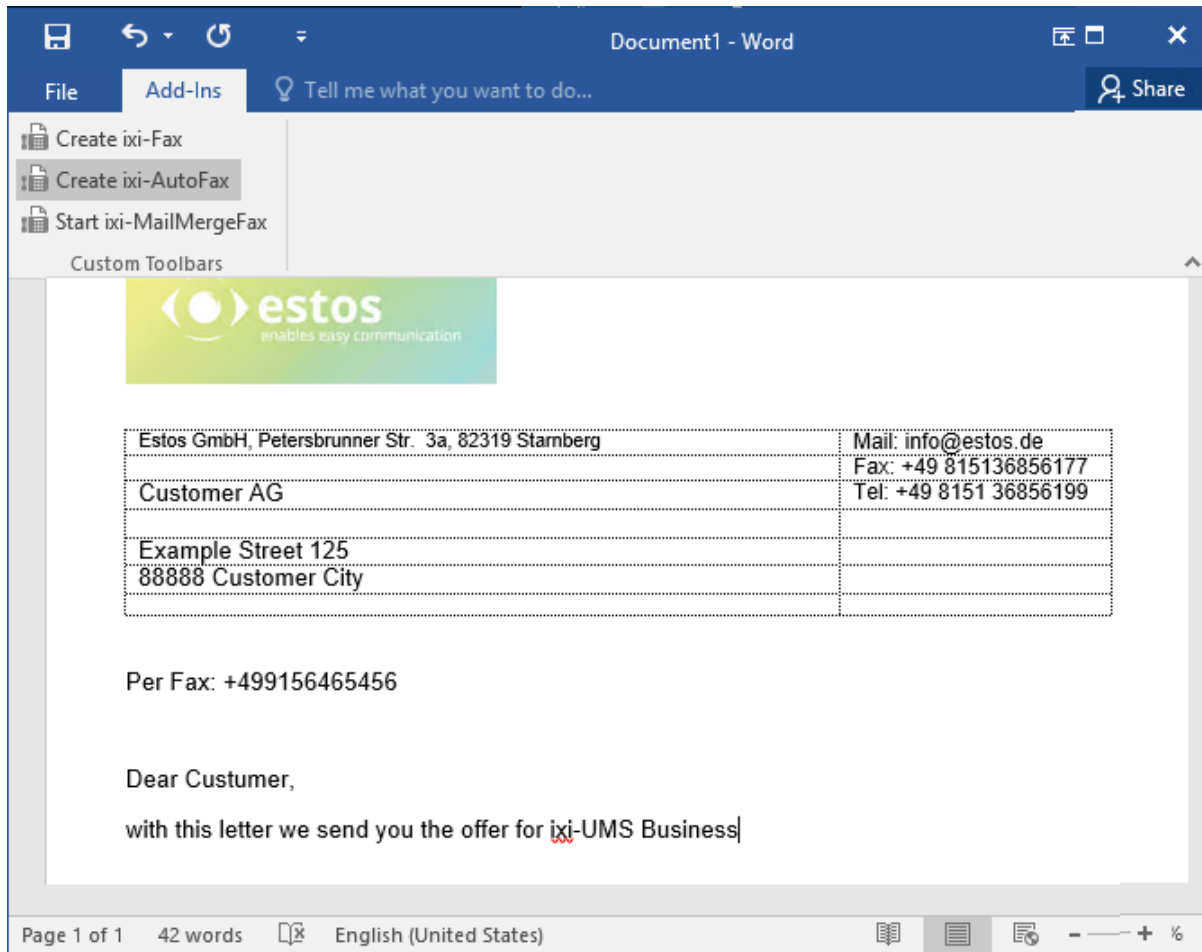 Document1 - Word
File Add-Ins Tell me what you want to do... Share
Create ixi-Fax
Create ixi-AutoFax
Start ixi-MailMergeFax
Custom Toolbars
estos
enables easy communication
Estos GmbH, Petersbrunner Str. 3a, 82319 Starnberg Mail: info@estos.de
Fax: +49 815136856177
Customer AG Tel: +49 8151 36856199
Example Street 125
88888 Customer City
Per Fax: +499156465456
Dear Custumer,
with this letter we send you the offer for ixi-UMS Business
Page 1 of 1 42 words English (United States)